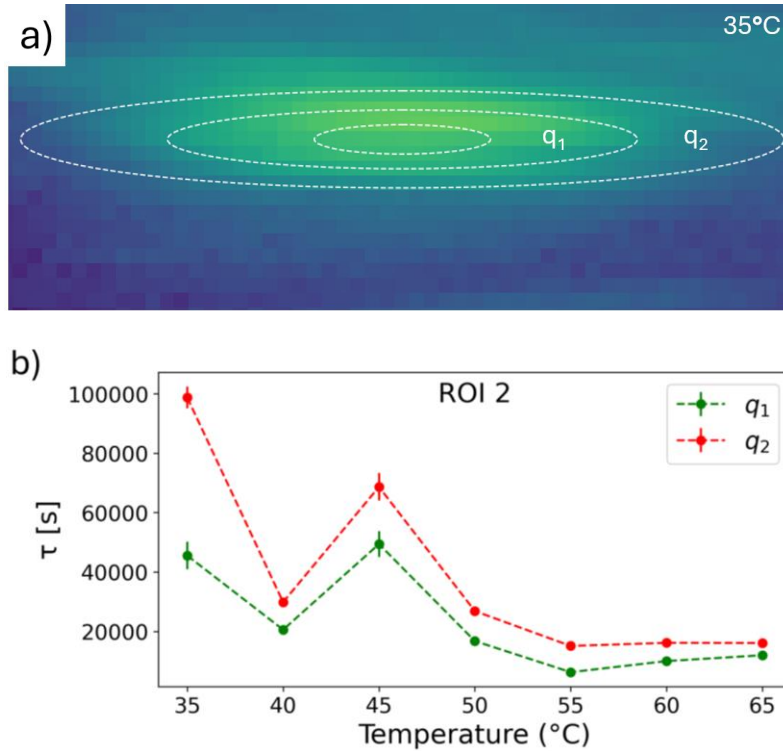 a)
35°C
q₁
q₂
b)
ROI 2
q₁
q₂
100000
80000
60000
40000
20000
τ [s]
35
40
45
50
55
60
65
Temperature (°C)